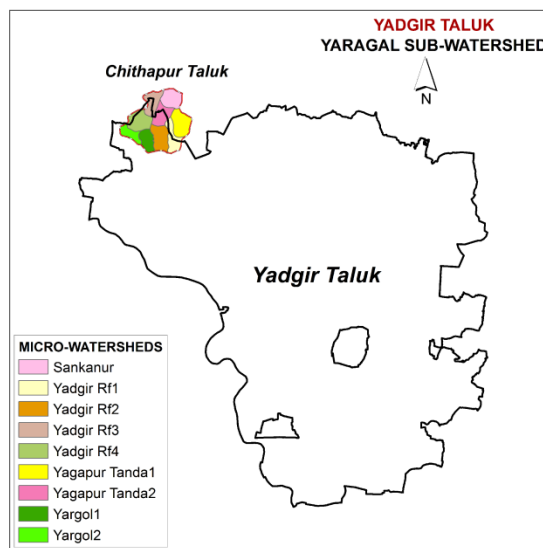 YADGIR TALUK
YARAGAL SUB-WATERSHED
Chithapur Taluk
N
Yadgir Taluk
MICRO-WATERSHEDS
Sankanur
Yadgir Rf1
Yadgir Rf2
Yadgir Rf3
Yadgir Rf4
Yagapur Tanda1
Yagapur Tanda2
Yargol1
Yargol2